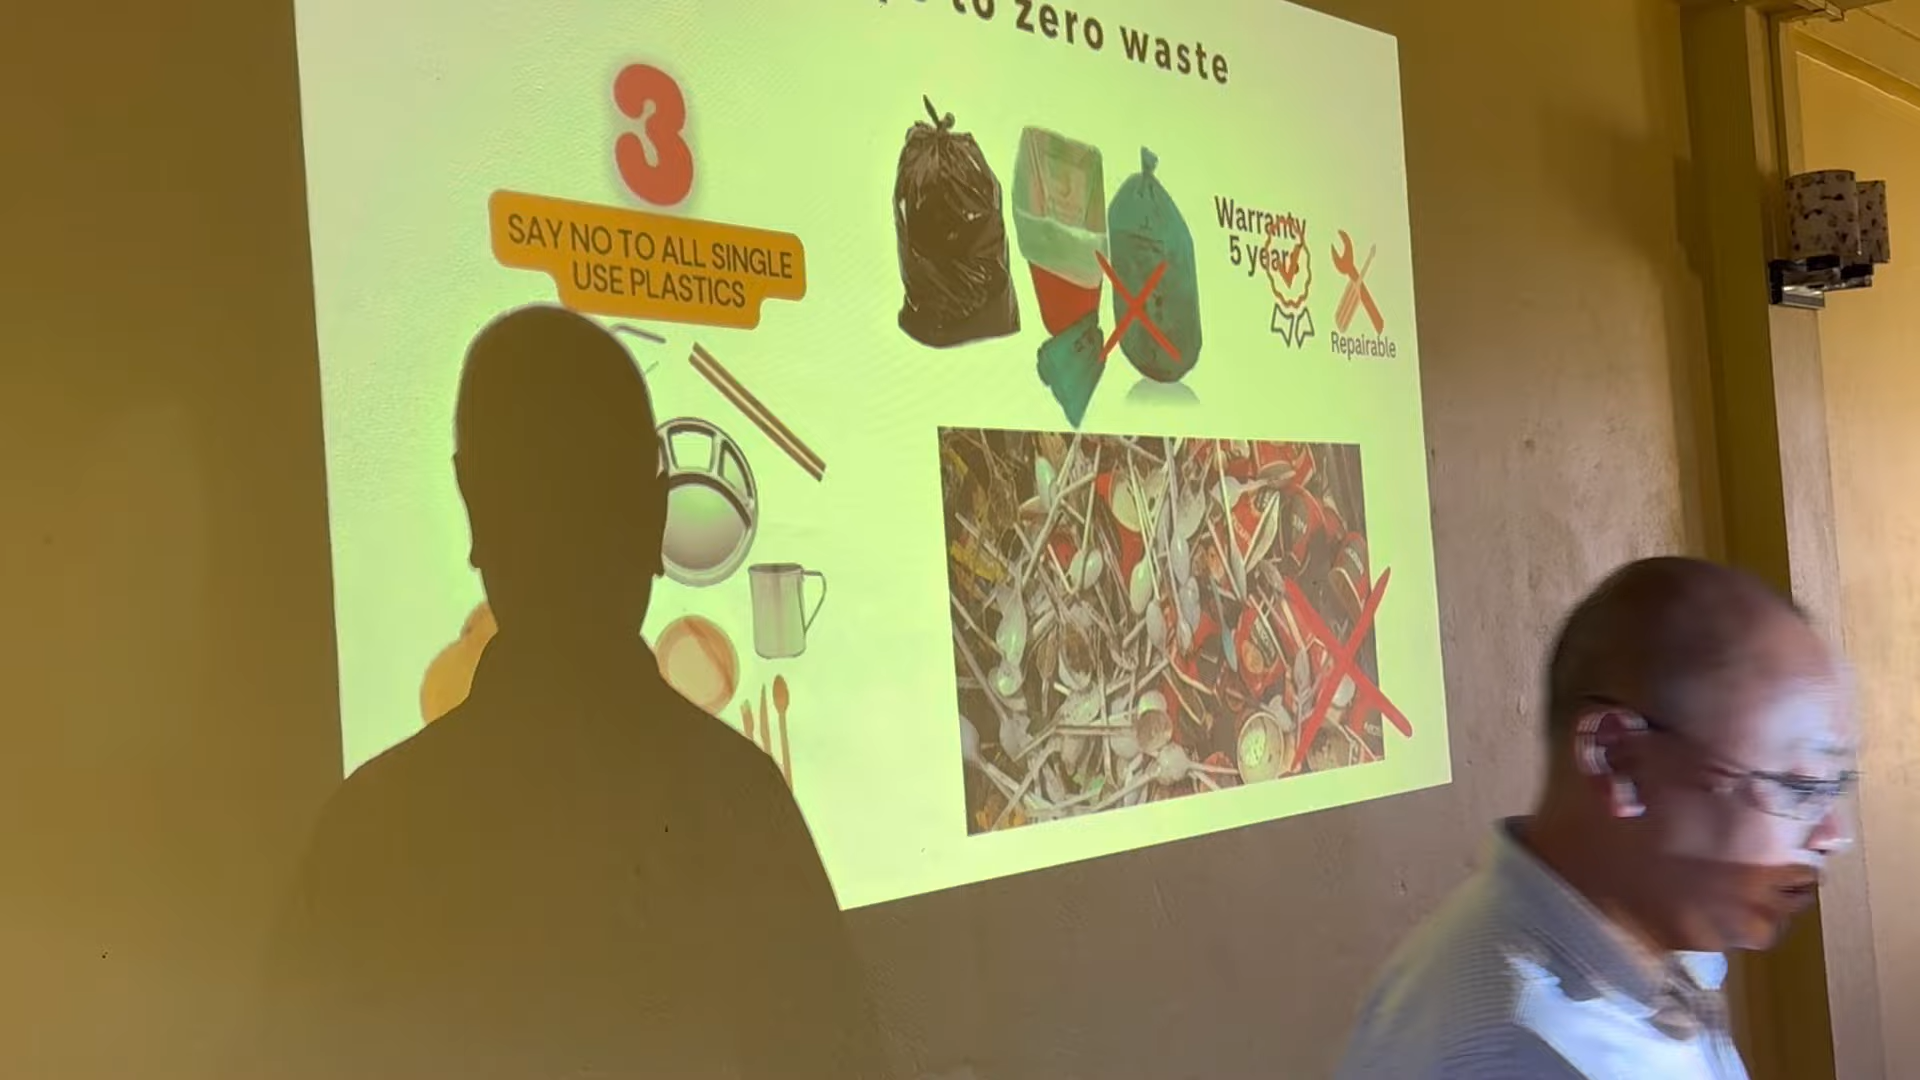 to zero waste
3
SAY NO TO ALL SINGLE
USE PLASTICS
Warranty
5 years
Repairable